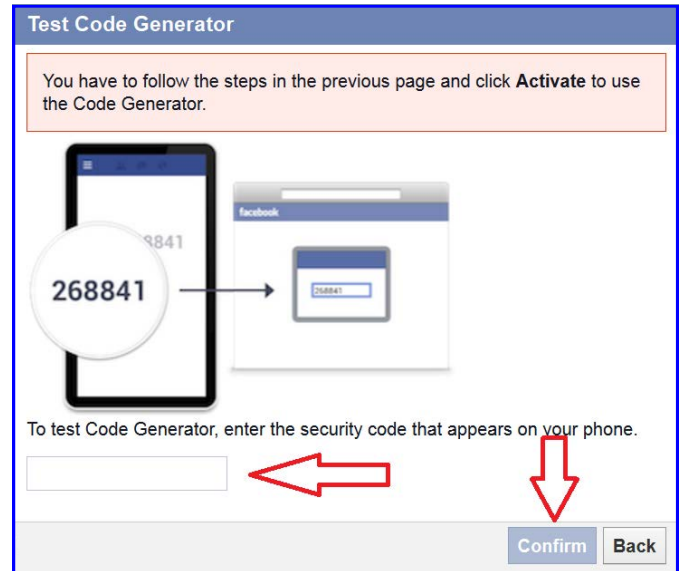 Test Code Generator
You have to follow the steps in the previous page and click Activate to use
the Code Generator.
8841
facebook
268841
268841
To test Code Generator, enter the security code that appears on your phone.
Confirm
Back